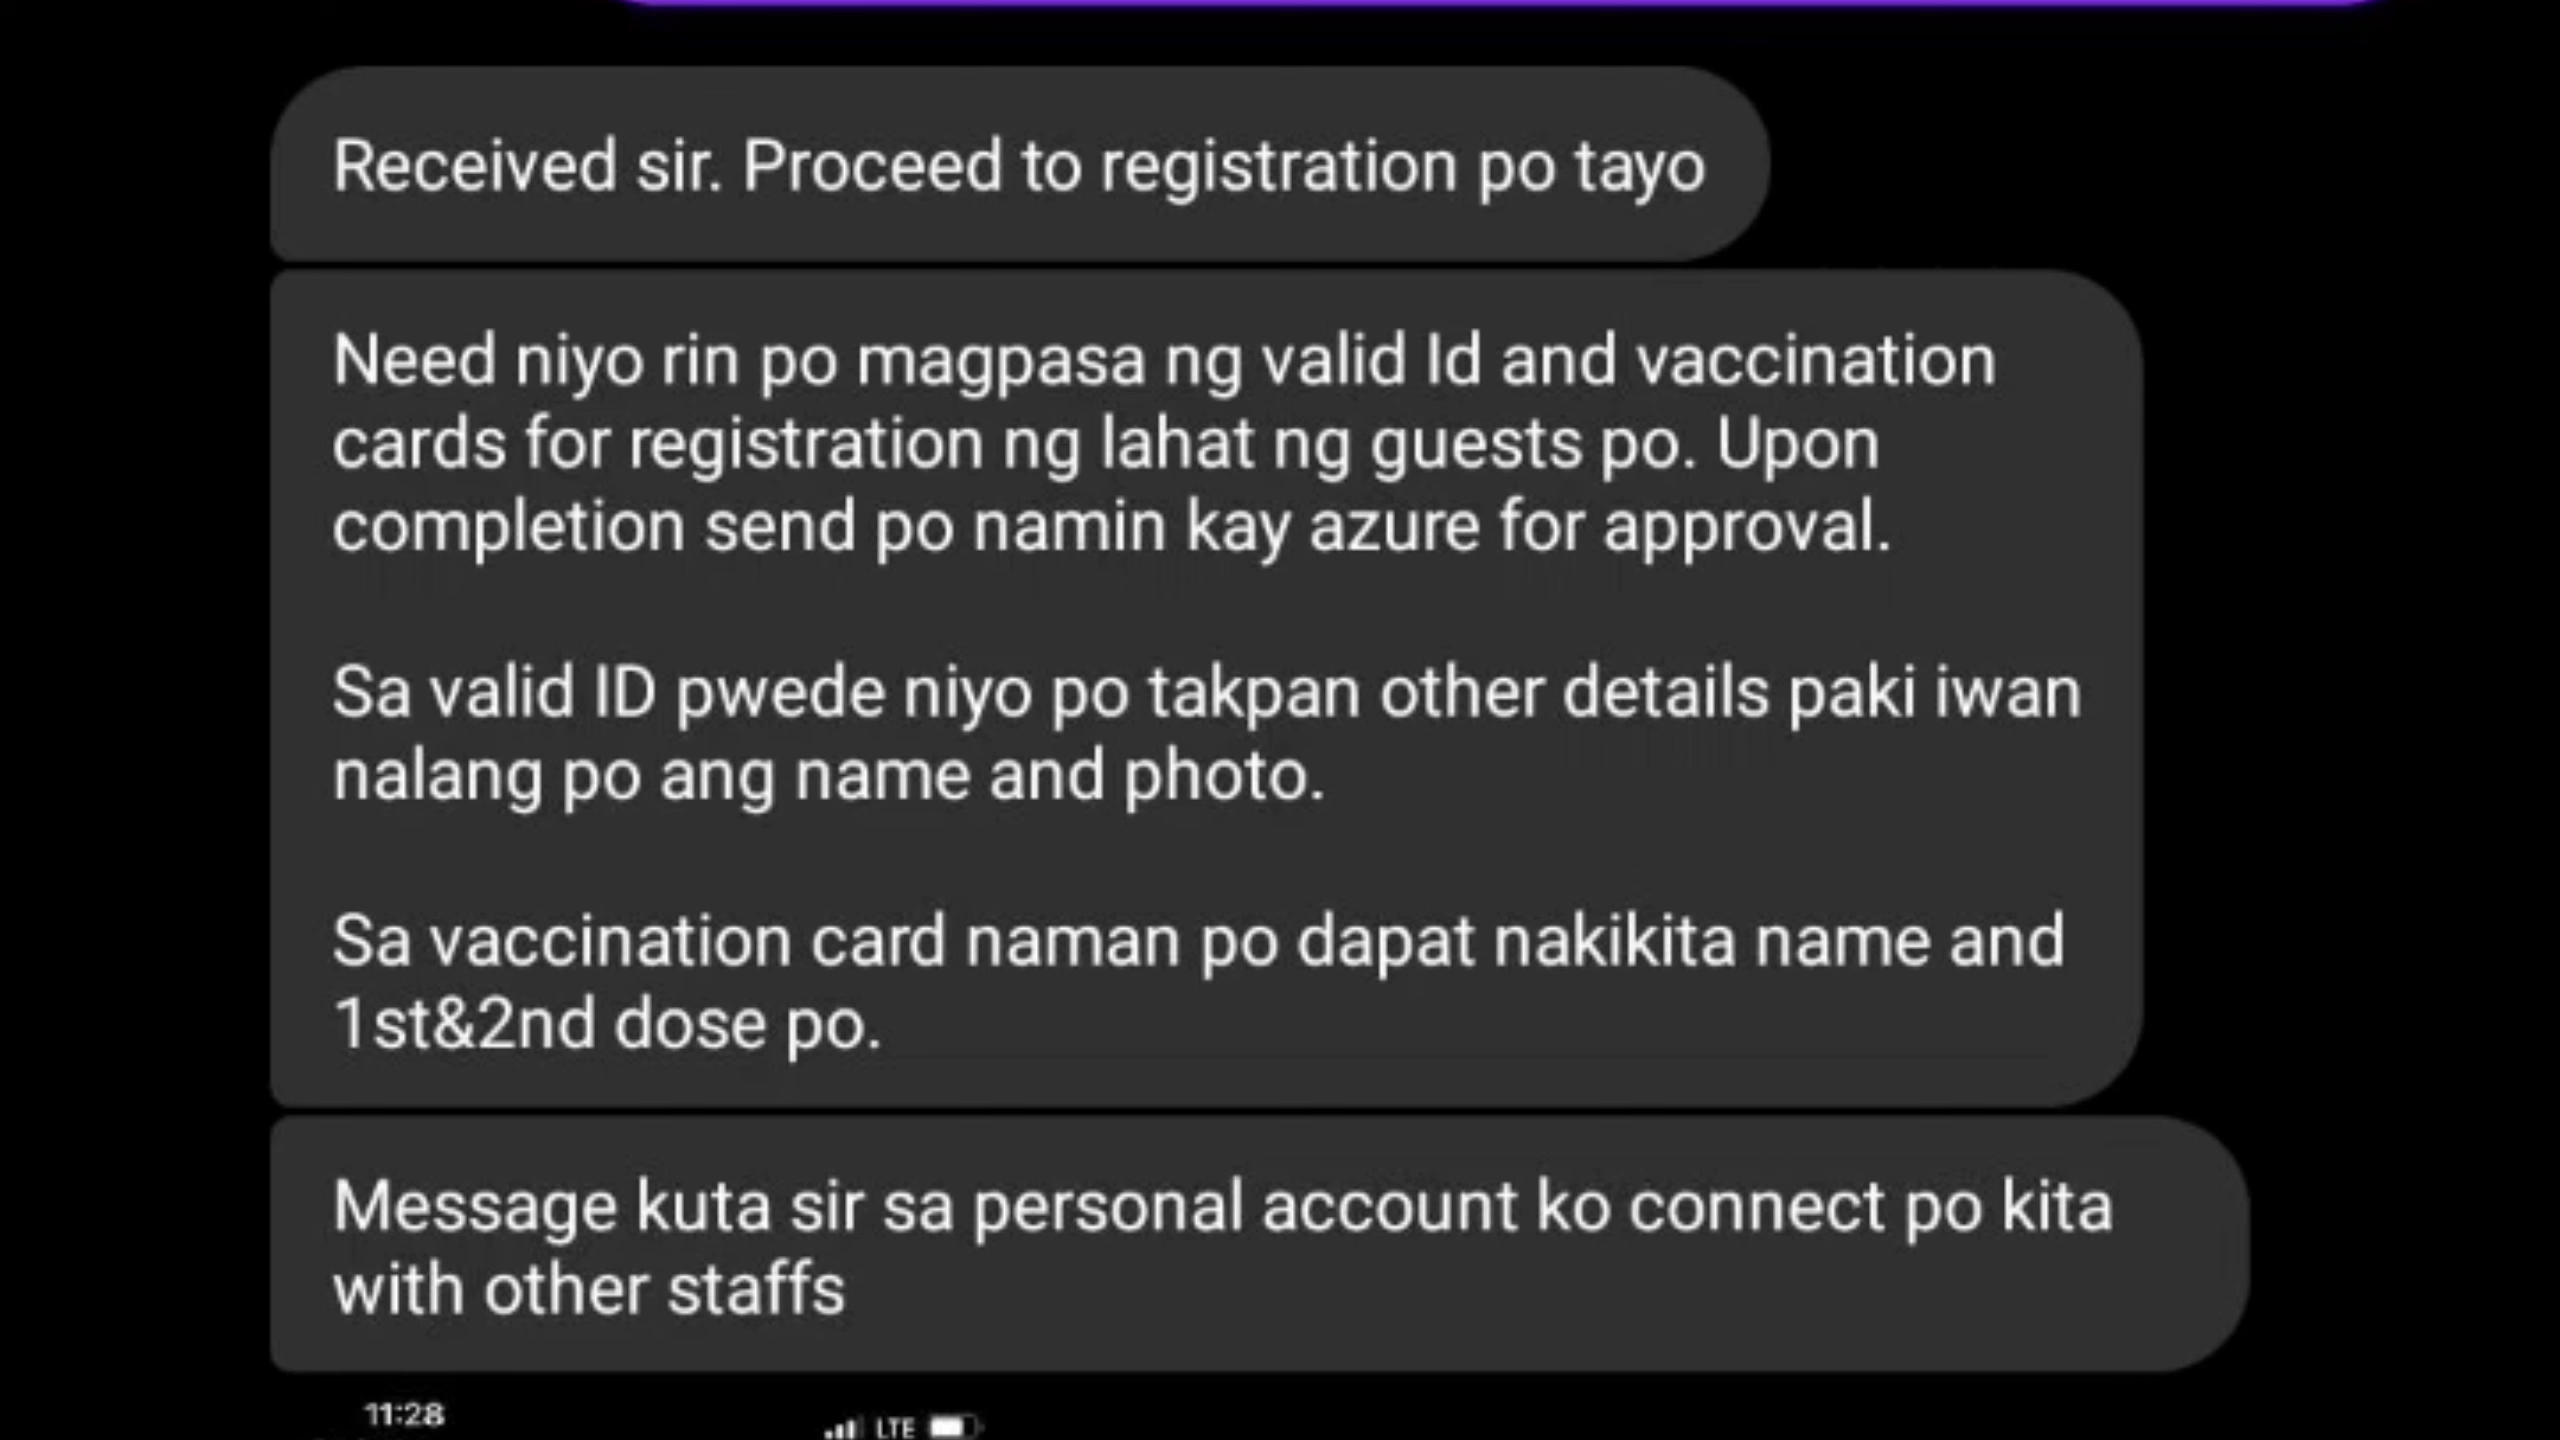 Received sir. Proceed to registration po tayo
Need niyo rin po magpasa ng valid Id and vaccination
cards for registration ng lahat ng guests po. Upon
completion send po namin kay azure for approval.
Sa valid ID pwede niyo po takpan other details paki iwan
nalang po ang name and photo.
Sa vaccination card naman po dapat nakikita name and
1st&2nd dose po.
Message kuta sir sa personal account ko connect po kita
with other staffs
11:28
LTE